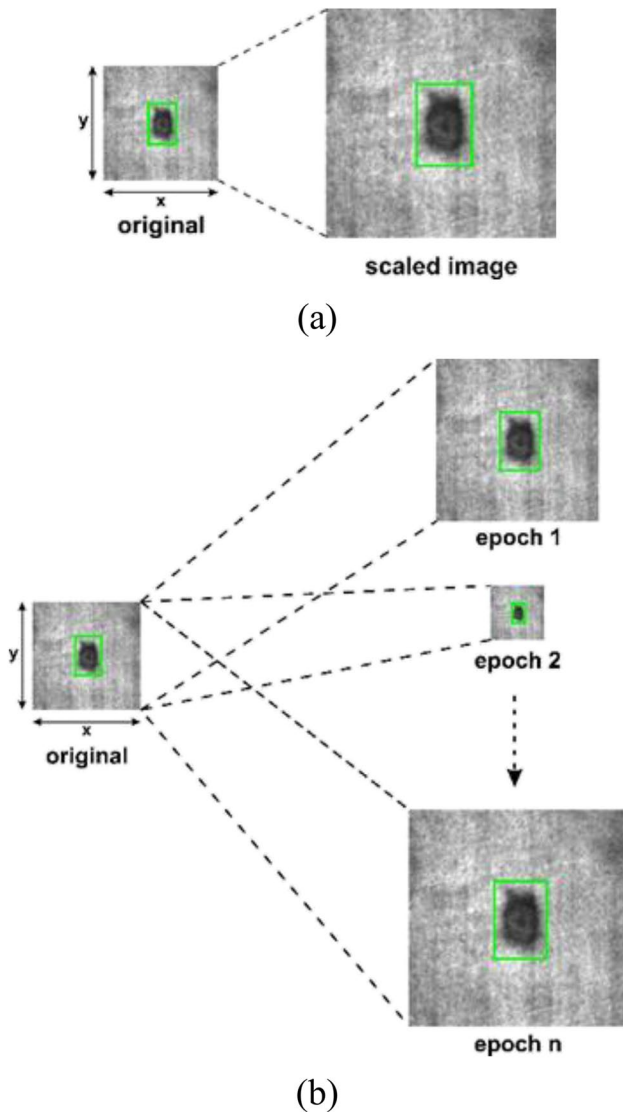 y
x
original
scaled image
(a)
epoch 1
epoch 2
y
x
original
epoch n
(b)